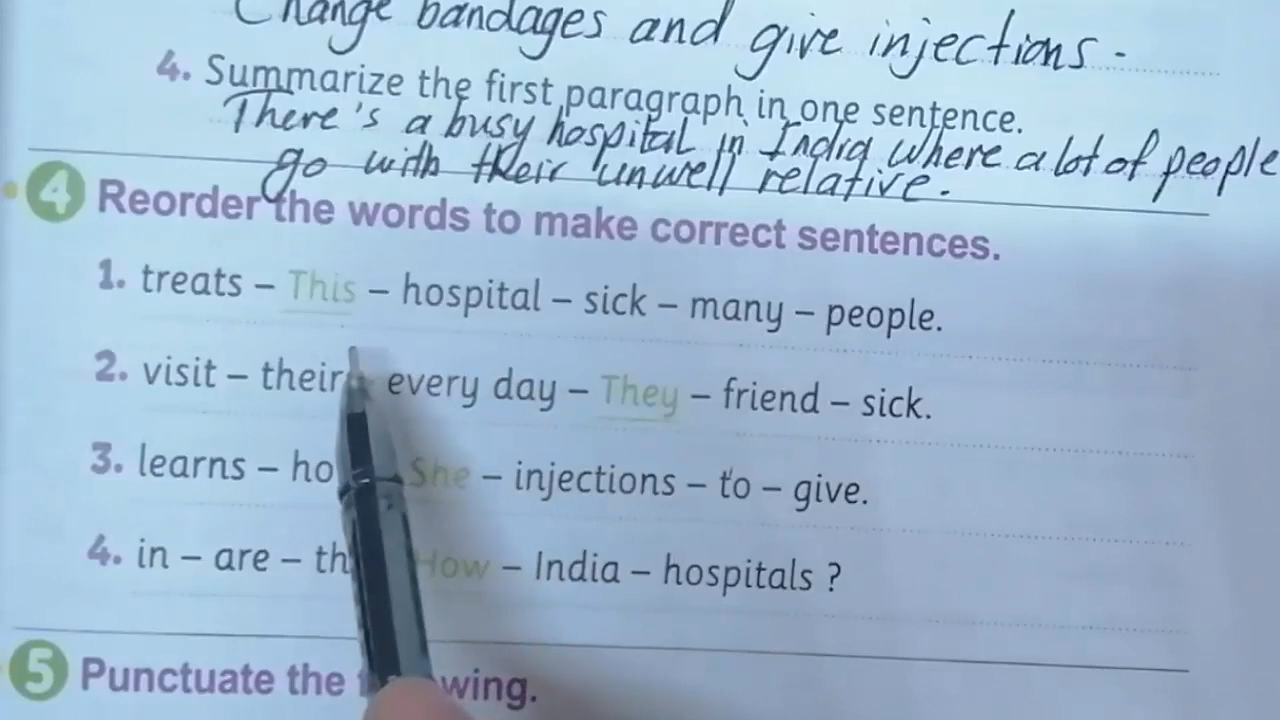 Change bandages and give injections.
4. Summarize the first paragraph in one sentence.
There's a busy hospital in India where a lot of people
go with their unwell relative.
4 Reorder the words to make correct sentences.
1. treats – This – hospital – sick – many – people.
2. visit – their every day – They – friend – sick.
3. learns – She – injections – to – give.
4. in – are – How – India – hospitals ?
5 Punctuate the